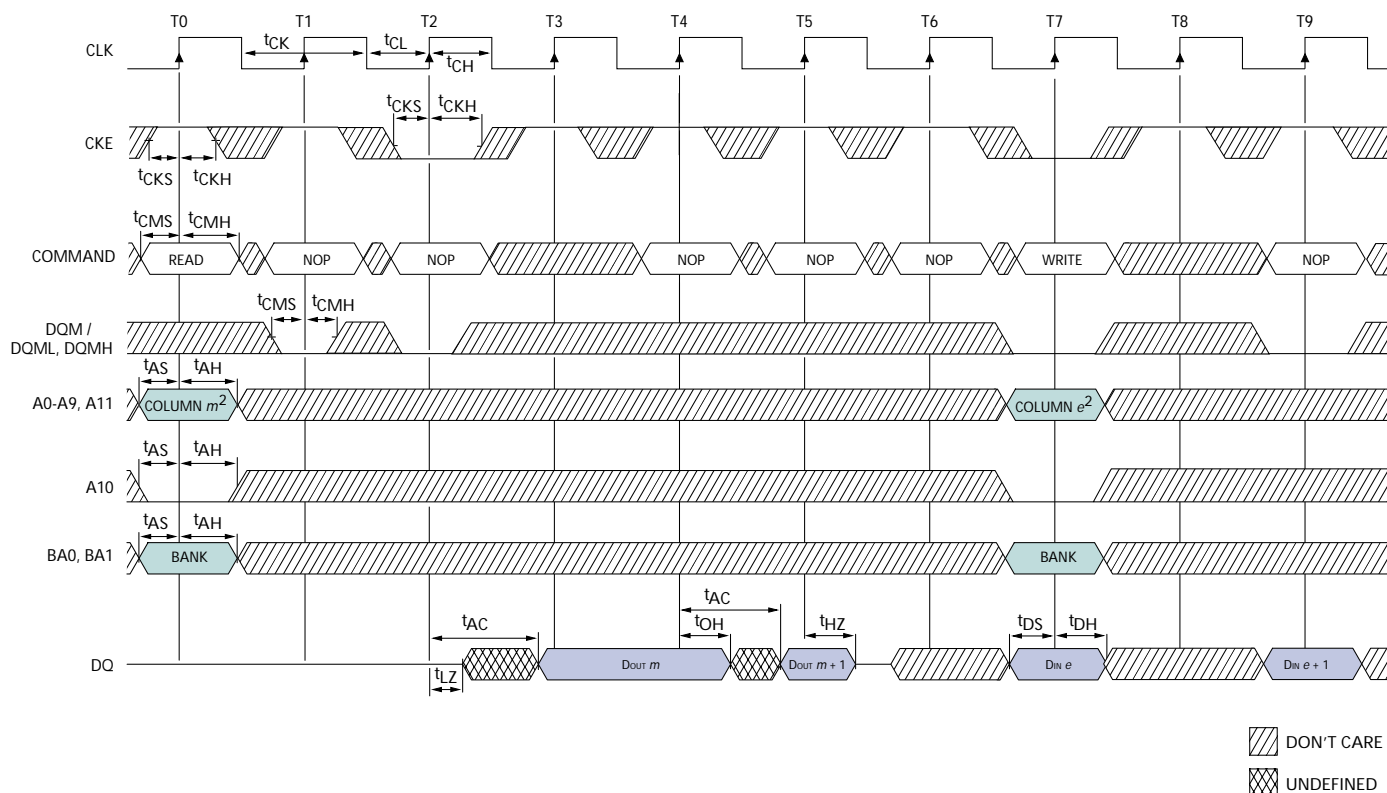 T0 T1 T2 T3 T4 T5 T6 T7 T8 T9
CLK
tCK tCL
tCH
tCKS tCKH
CKE
tCKS tCKH
tCMS tCMH
COMMAND READ NOP NOP NOP NOP NOP WRITE NOP
tCMS tCMH
DQM /
DQML, DQMH
tAS tAH
A0-A9, A11 COLUMN m2 COLUMN e2
tAS tAH
A10
tAS tAH
BA0, BA1 BANK BANK
tAC
tAC tOH tHZ tDS tDH
DQ DOUT m DOUT m + 1 DIN e DIN e + 1
tLZ
DON'T CARE
UNDEFINED